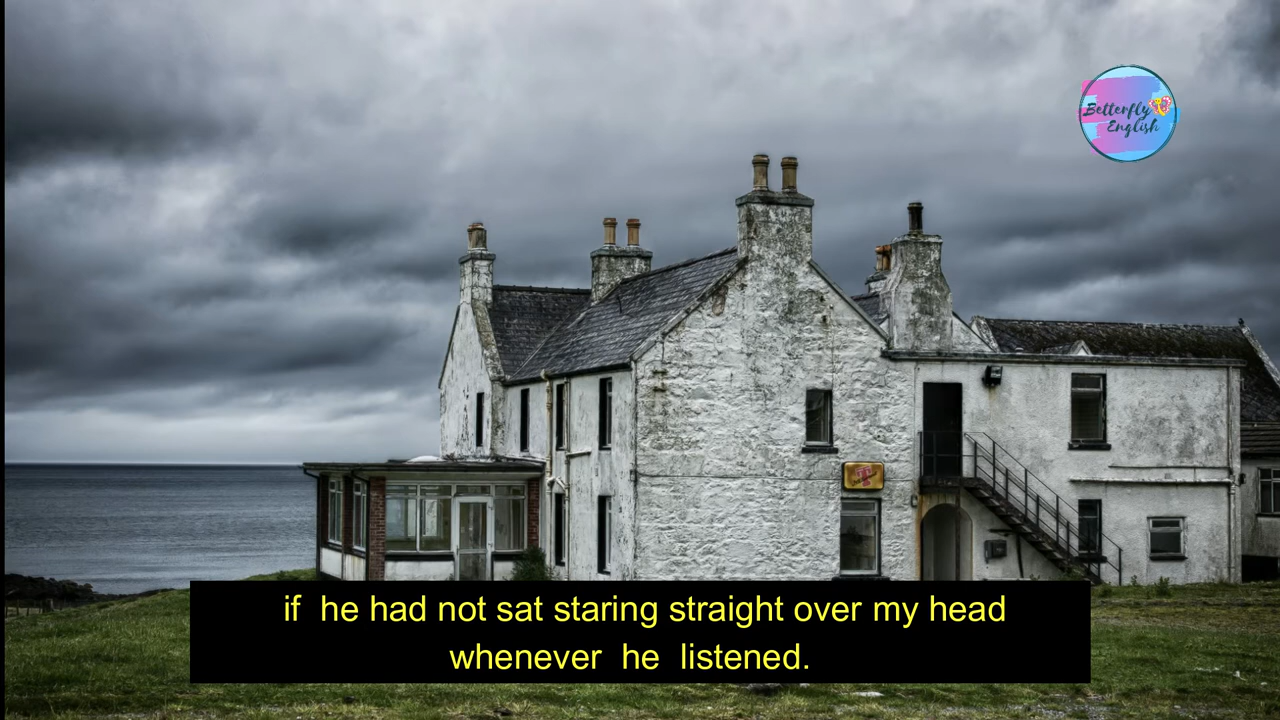 Betterfly
English
if he had not sat staring straight over my head
whenever he listened.